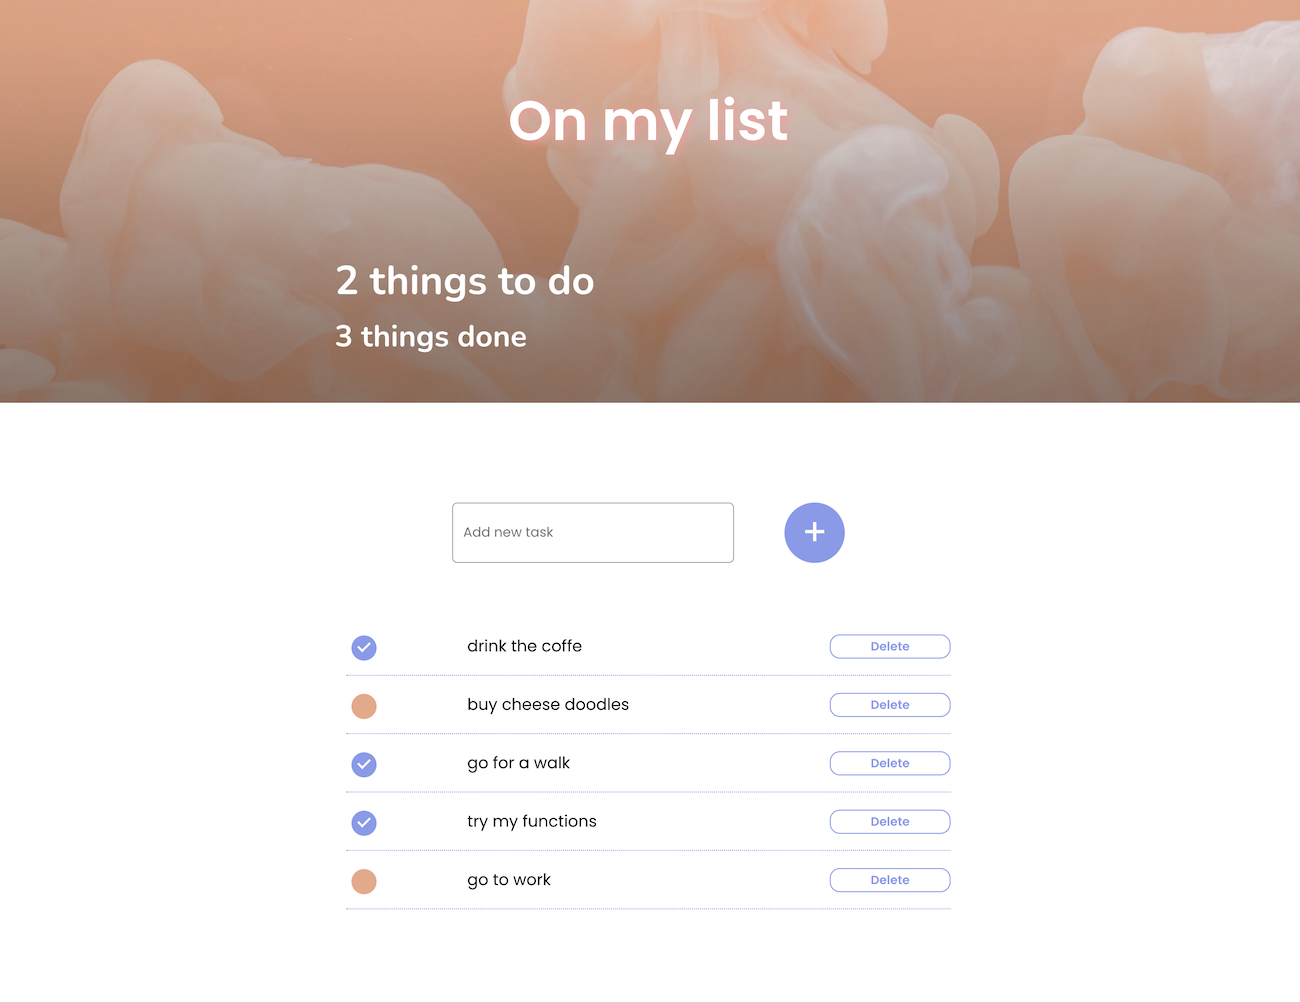 On my list
2 things to do
3 things done
Add new task
+
drink the coffe Delete
buy cheese doodles Delete
go for a walk Delete
try my functions Delete
go to work Delete